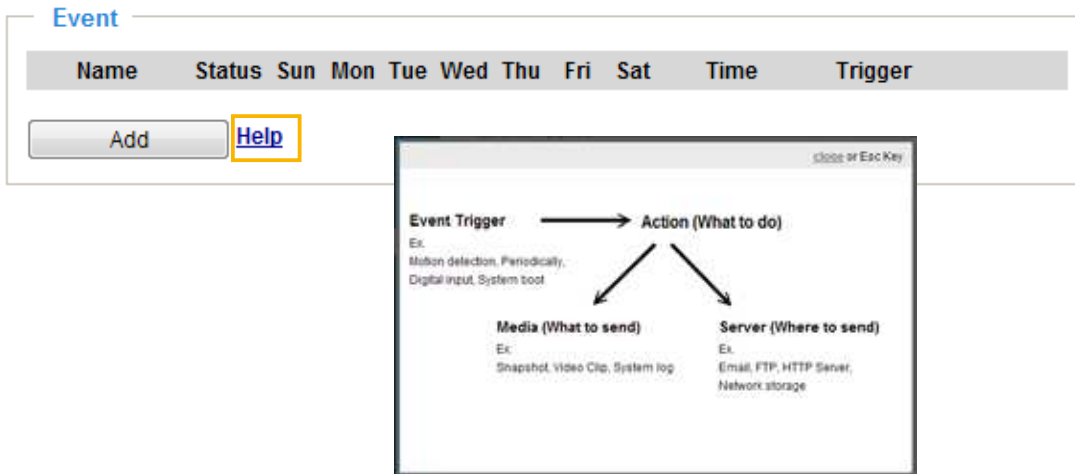 Event
Name Status Sun Mon Tue Wed Thu Fri Sat Time Trigger
Add Help
close or Esc Key
Event Trigger
Ex.
Motion detection, Periodically,
Digital input, System boot
Action (What to do)
Media (What to send)
Ex.
Snapshot, Video Clip, System log
Server (Where to send)
Ex.
Email, FTP, HTTP Server,
Network storage